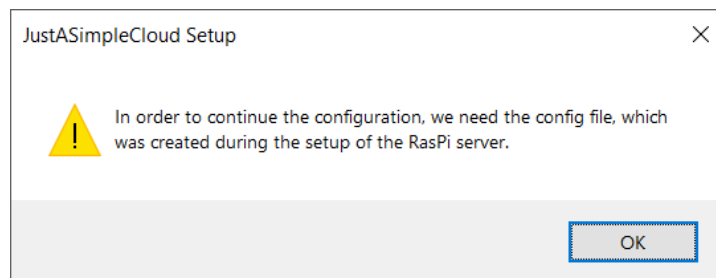 JustASimpleCloud Setup
In order to continue the configuration, we need the config file, which
was created during the setup of the RasPi server.
OK